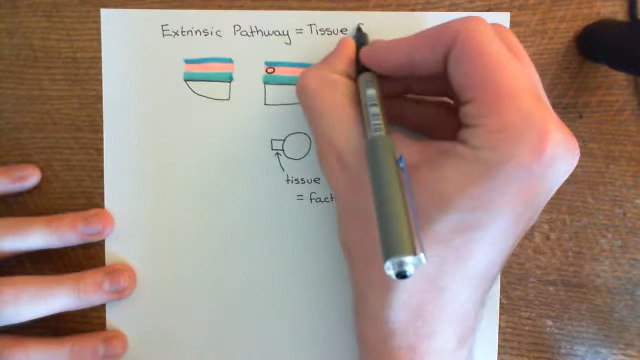 Extrinsic Pathway = Tissue
tissue
= fact